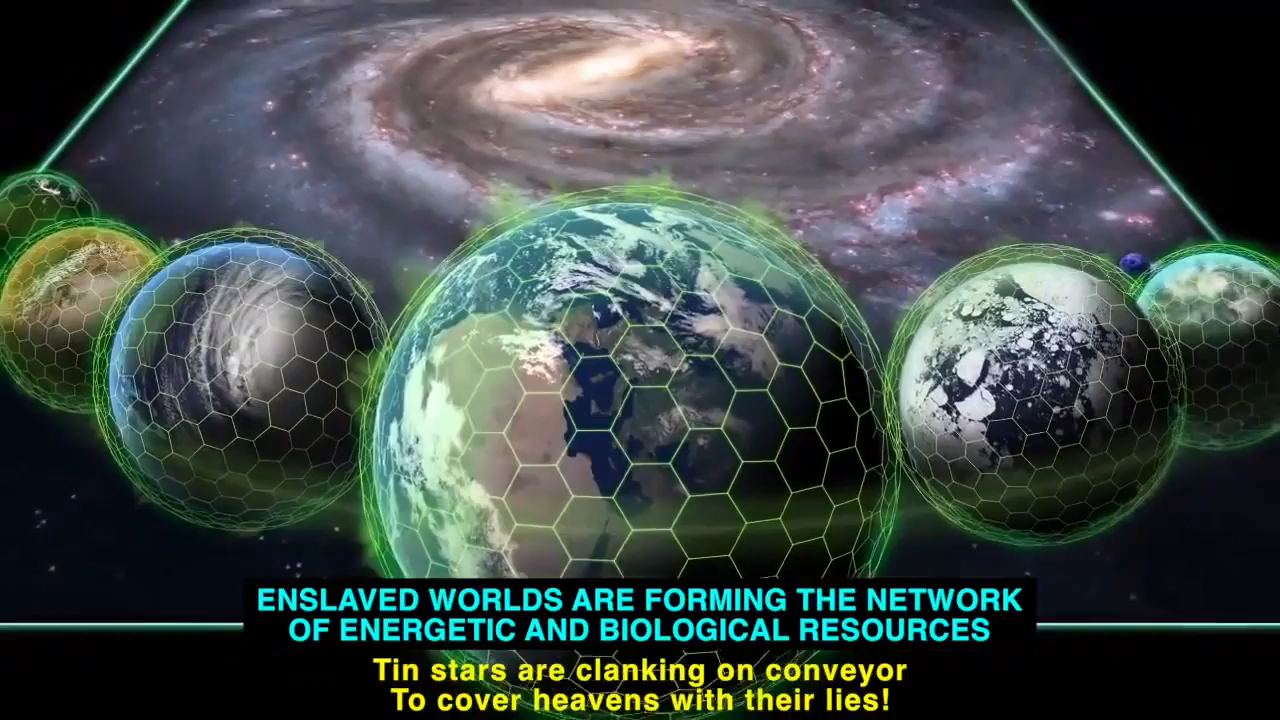 ENSLAVED WORLDS ARE FORMING THE NETWORK
OF ENERGETIC AND BIOLOGICAL RESOURCES
Tin stars are clanking on conveyor
To cover heavens with their lies!